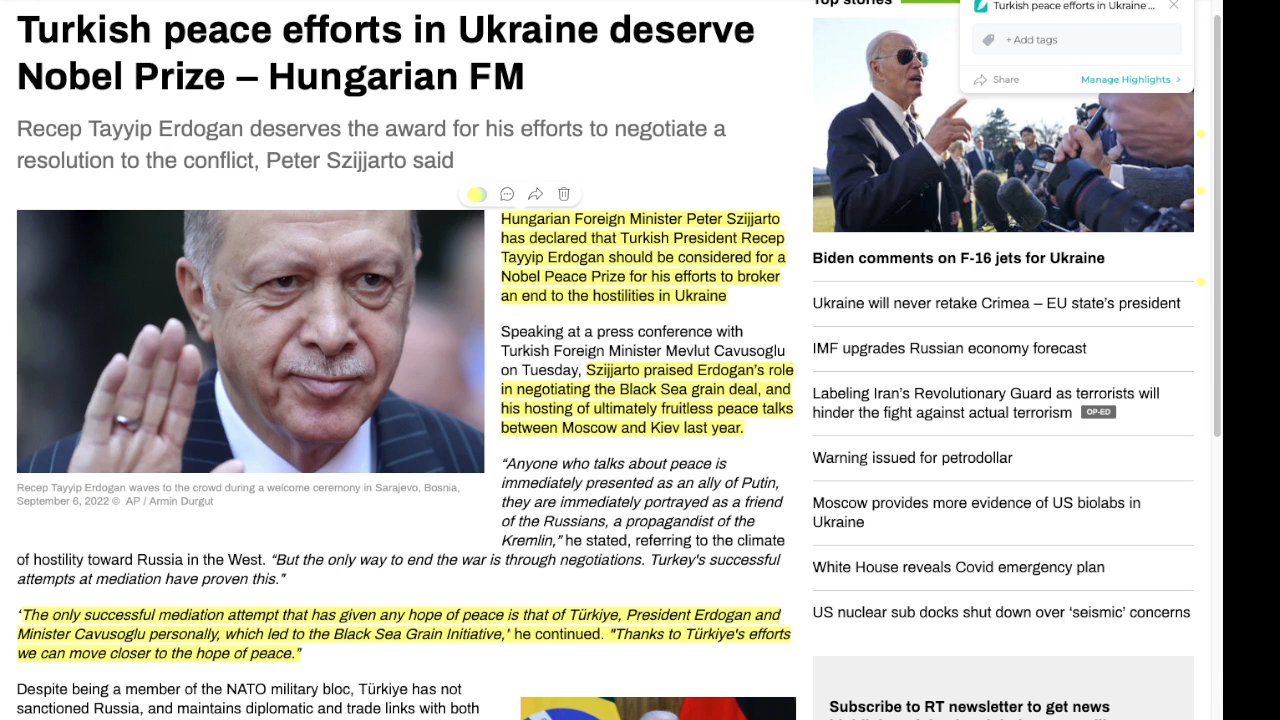 Turkish peace efforts in Ukraine deserve
Nobel Prize – Hungarian FM
Recep Tayyip Erdogan deserves the award for his efforts to negotiate a
resolution to the conflict, Peter Szijjarto said
Recep Tayyip Erdogan waves to the crowd during a welcome ceremony in Sarajevo, Bosnia,
September 6, 2022 © AP / Armin Durgut
Hungarian Foreign Minister Peter Szijjarto
has declared that Turkish President Recep
Tayyip Erdogan should be considered for a
Nobel Peace Prize for his efforts to broker
an end to the hostilities in Ukraine
Speaking at a press conference with
Turkish Foreign Minister Mevlut Cavusoglu
on Tuesday, Szijjarto praised Erdogan’s role
in negotiating the Black Sea grain deal, and
his hosting of ultimately fruitless peace talks
between Moscow and Kiev last year.
“Anyone who talks about peace is
immediately presented as an ally of Putin,
they are immediately portrayed as a friend
of the Russians, a propagandist of the
Kremlin,” he stated, referring to the climate
of hostility toward Russia in the West. “But the only way to end the war is through negotiations. Turkey's successful
attempts at mediation have proven this.”
‘The only successful mediation attempt that has given any hope of peace is that of Türkiye, President Erdogan and
Minister Cavusoglu personally, which led to the Black Sea Grain Initiative,’ he continued. "Thanks to Türkiye's efforts
we can move closer to the hope of peace.”
Despite being a member of the NATO military bloc, Türkiye has not
sanctioned Russia, and maintains diplomatic and trade links with both
Top stories
Turkish peace efforts in Ukraine ...
+ Add tags
Share
Manage Highlights
Biden comments on F-16 jets for Ukraine
Ukraine will never retake Crimea – EU state’s president
IMF upgrades Russian economy forecast
Labeling Iran’s Revolutionary Guard as terrorists will
hinder the fight against actual terrorism OP-ED
Warning issued for petrodollar
Moscow provides more evidence of US biolabs in
Ukraine
White House reveals Covid emergency plan
US nuclear sub docks shut down over ‘seismic’ concerns
Subscribe to RT newsletter to get news